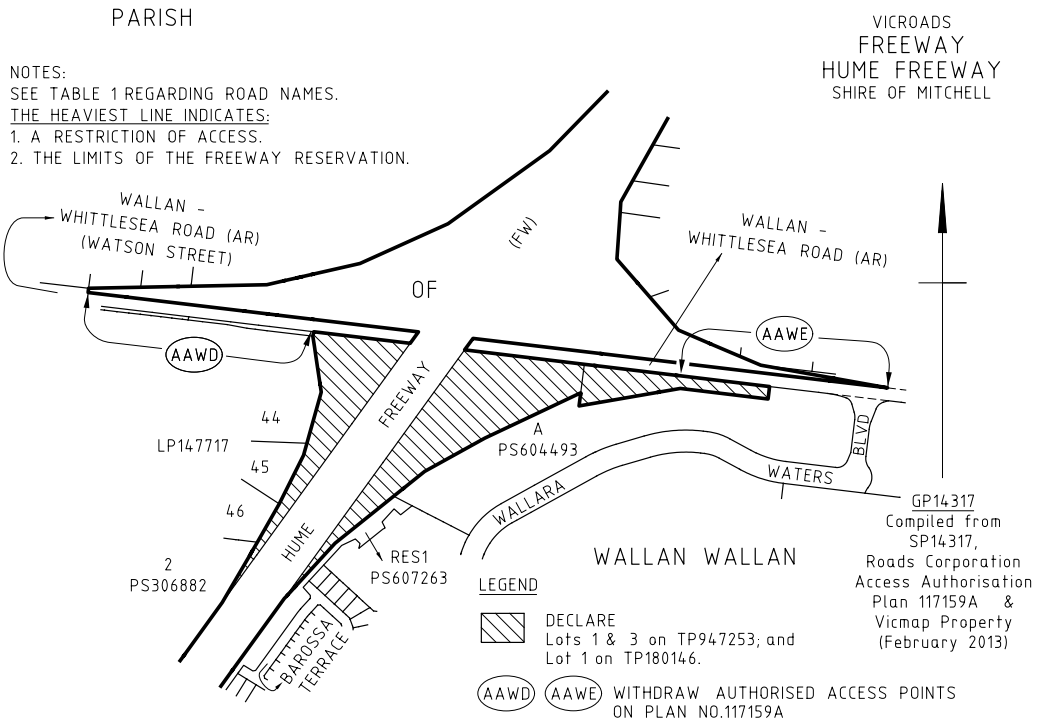 PARISH
VICROADS
FREEWAY
HUME FREEWAY
SHIRE OF MITCHELL
NOTES:
SEE TABLE 1 REGARDING ROAD NAMES.
THE HEAVIEST LINE INDICATES:
1. A RESTRICTION OF ACCESS.
2. THE LIMITS OF THE FREEWAY RESERVATION.
WALLAN -
WHITTLESEA ROAD (AR)
(WATSON STREET)
(FW)
WALLAN -
WHITTLESEA ROAD (AR)
OF
AAWD
AAWE
FREEWAY
44
LP147717
45
46
A
PS604493
BLVD
WATERS
WALLARA
HUME
2
PS306882
RES1
PS607263
WALLAN WALLAN
BAROSSA
TERRACE
GP14317
Compiled from
SP14317,
Roads Corporation
Access Authorisation
Plan 117159A &
Vicmap Property
(February 2013)
LEGEND
DECLARE
Lots 1 & 3 on TP947253; and
Lot 1 on TP180146.
AAWD AAWE WITHDRAW AUTHORISED ACCESS POINTS
ON PLAN NO.117159A